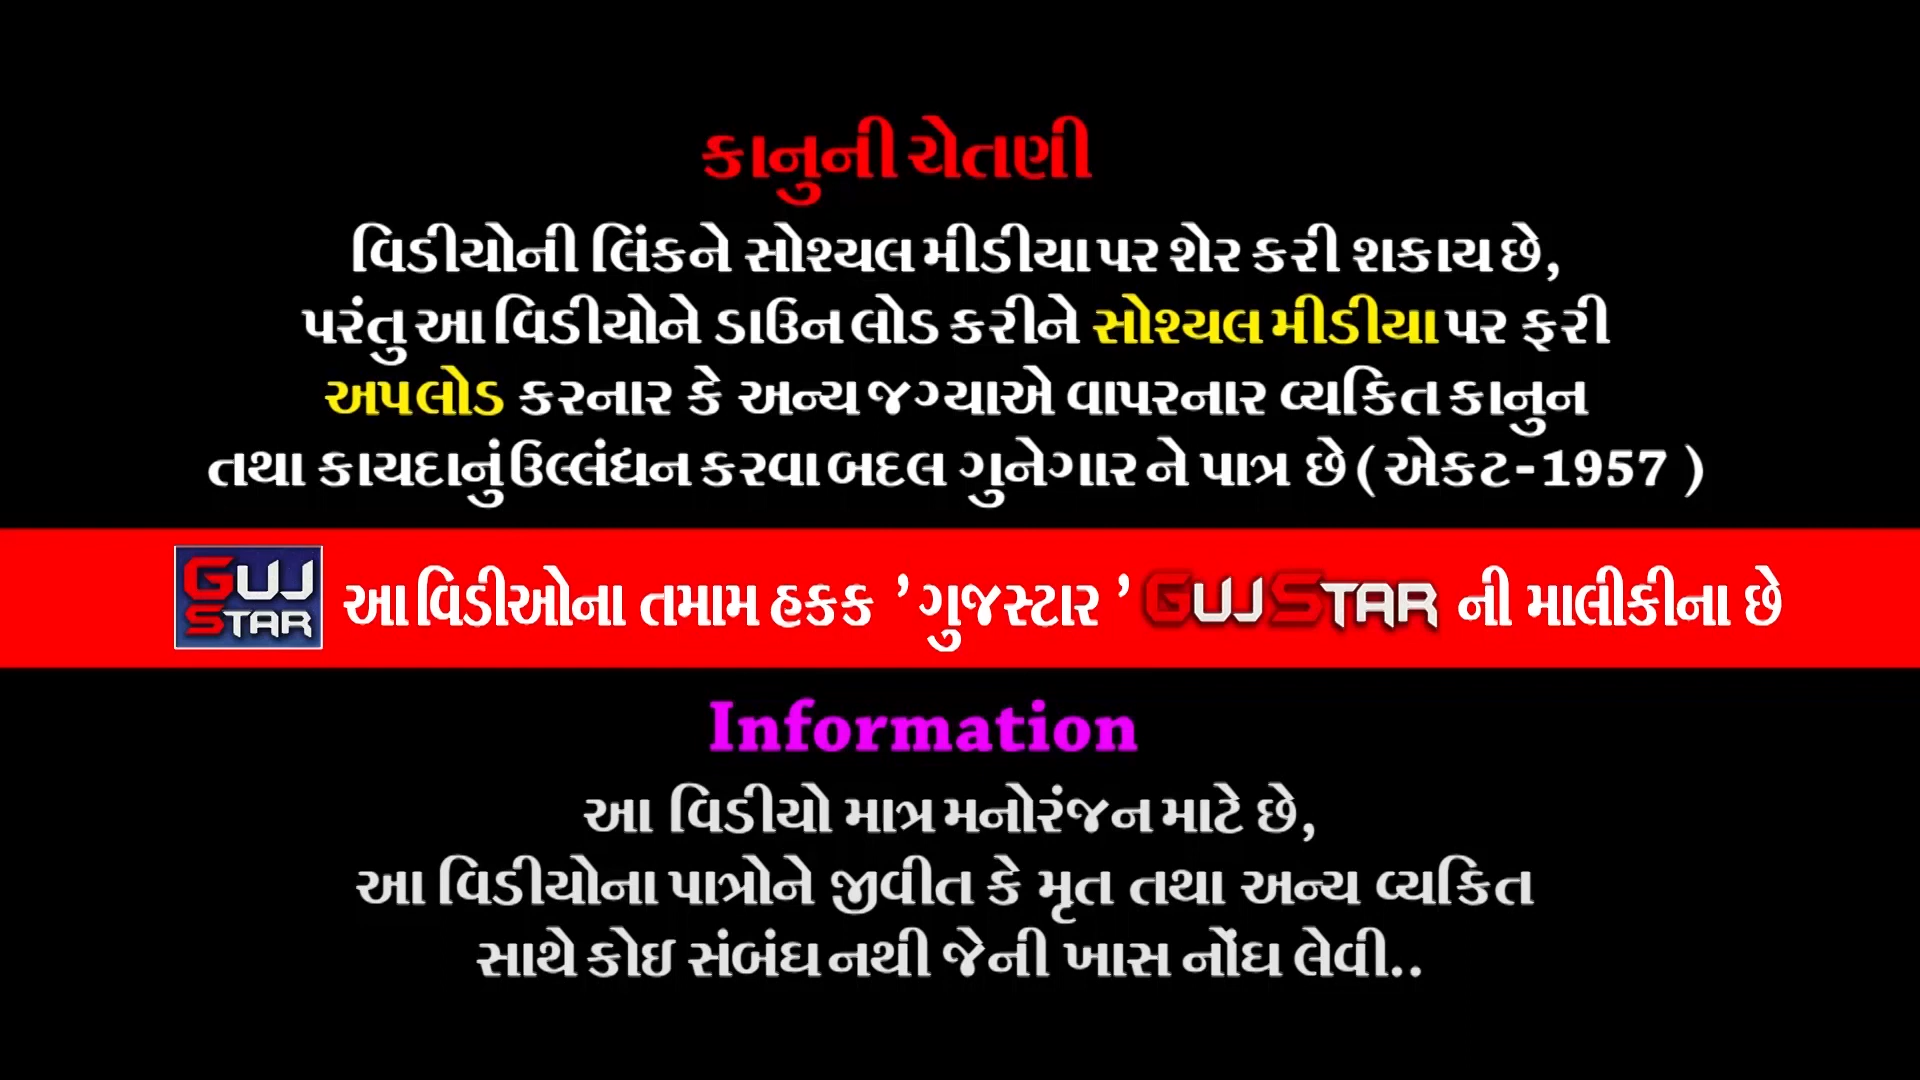 કાનુની ચેતણી
વિડીયોની લિંકને સોશ્યલ મીડીયા પર શેર કરી શકાય છે,
પરંતુ આ વિડીયોને ડાઉન લોડ કરીને સોશ્યલ મીડીયા પર ફરી
અપલોડ કરનાર કે અન્ય જગ્યાએ વાપરનાર વ્યકિત કાનુન
તથા કાયદાનું ઉલ્લંઘન કરવા બદલ ગુનેગાર ને પાત્ર છે ( એકટ-1957 )
GUJ STAR આ વિડીઓના તમામ હકક ’ ગુજસ્ટાર ’ GUJ STAR ની માલીકીના છે
Information
આ વિડીયો માત્ર મનોરંજન માટે છે,
આ વિડીયોના પાત્રોને જીવીત કે મૃત તથા અન્ય વ્યકિત
સાથે કોઇ સંબંઘ નથી જેની ખાસ નોંઘ લેવી..